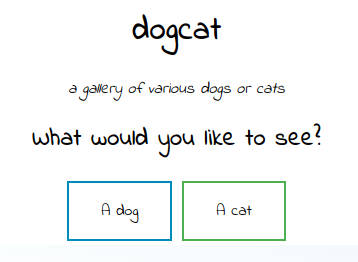 dogcat
a gallery of various dogs or cats
what would you like to see?
A dog
A cat